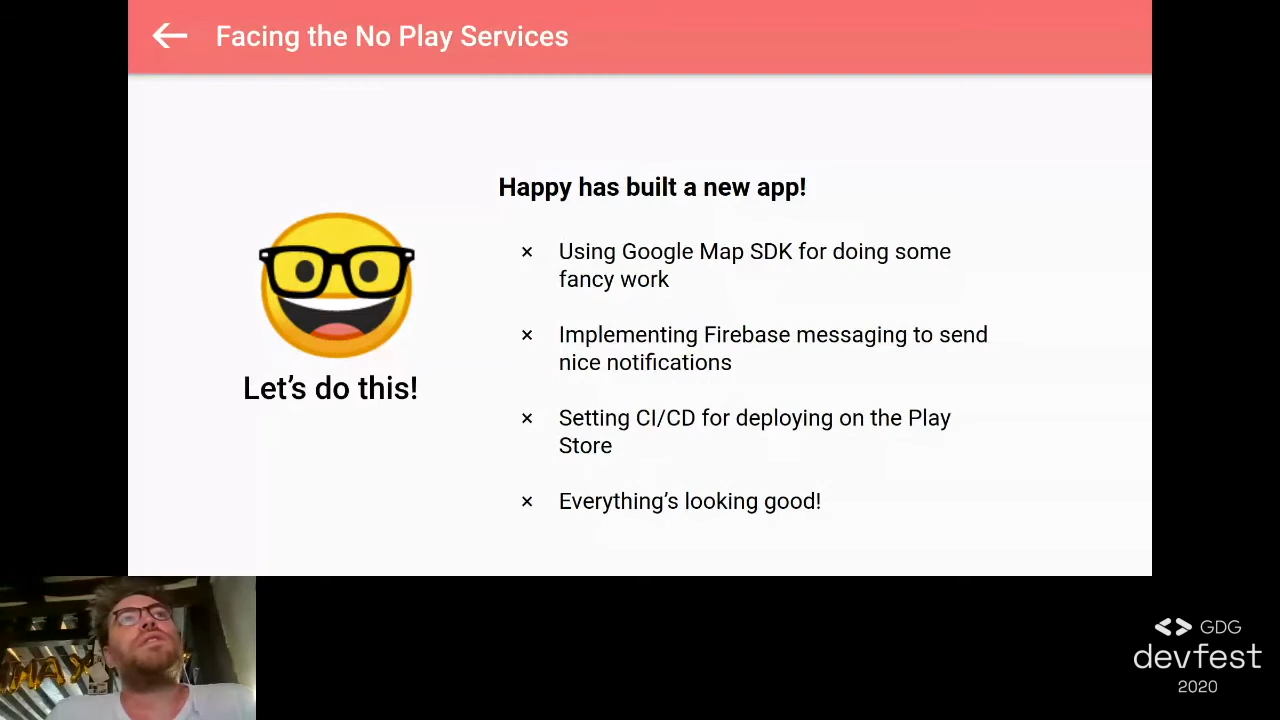 Facing the No Play Services
Happy has built a new app!
× Using Google Map SDK for doing some
fancy work
× Implementing Firebase messaging to send
nice notifications
× Setting CI/CD for deploying on the Play
Store
× Everything's looking good!
Let's do this!
GDG
devfest
2020